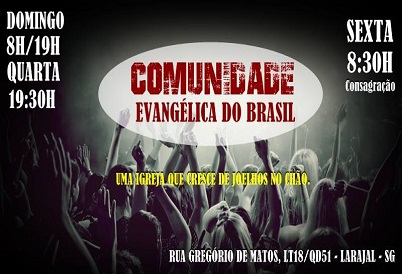 DOMINGO
8H/19H
QUARTA
19:30H
SEXTA
8:30H
Consagração
COMUNIDADE
EVANGÉLICA DO BRASIL
UMA IGREJA QUE CRESCE DE JOELHOS NO CHÃO.
RUA GREGÓRIO DE MATOS, LT18/QD51 - LARAJAL - SG